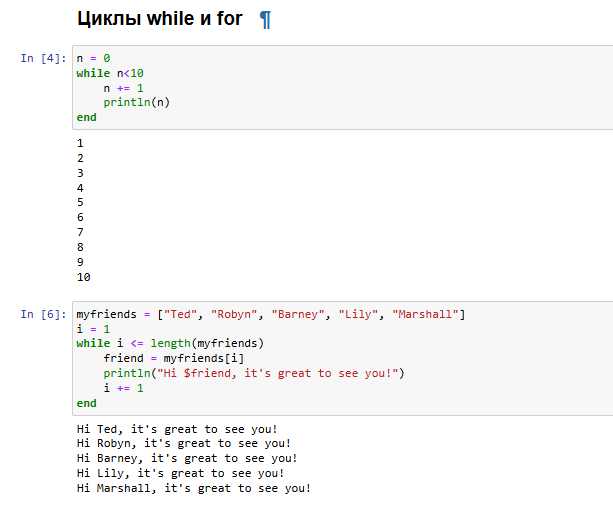 Циклы while и for ¶
In [4]: n = 0
while n<10
    n += 1
    println(n)
end
1
2
3
4
5
6
7
8
9
10
In [6]: myfriends = ["Ted", "Robyn", "Barney", "Lily", "Marshall"]
i = 1
while i <= length(myfriends)
    friend = myfriends[i]
    println("Hi $friend, it's great to see you!")
    i += 1
end
Hi Ted, it's great to see you!
Hi Robyn, it's great to see you!
Hi Barney, it's great to see you!
Hi Lily, it's great to see you!
Hi Marshall, it's great to see you!